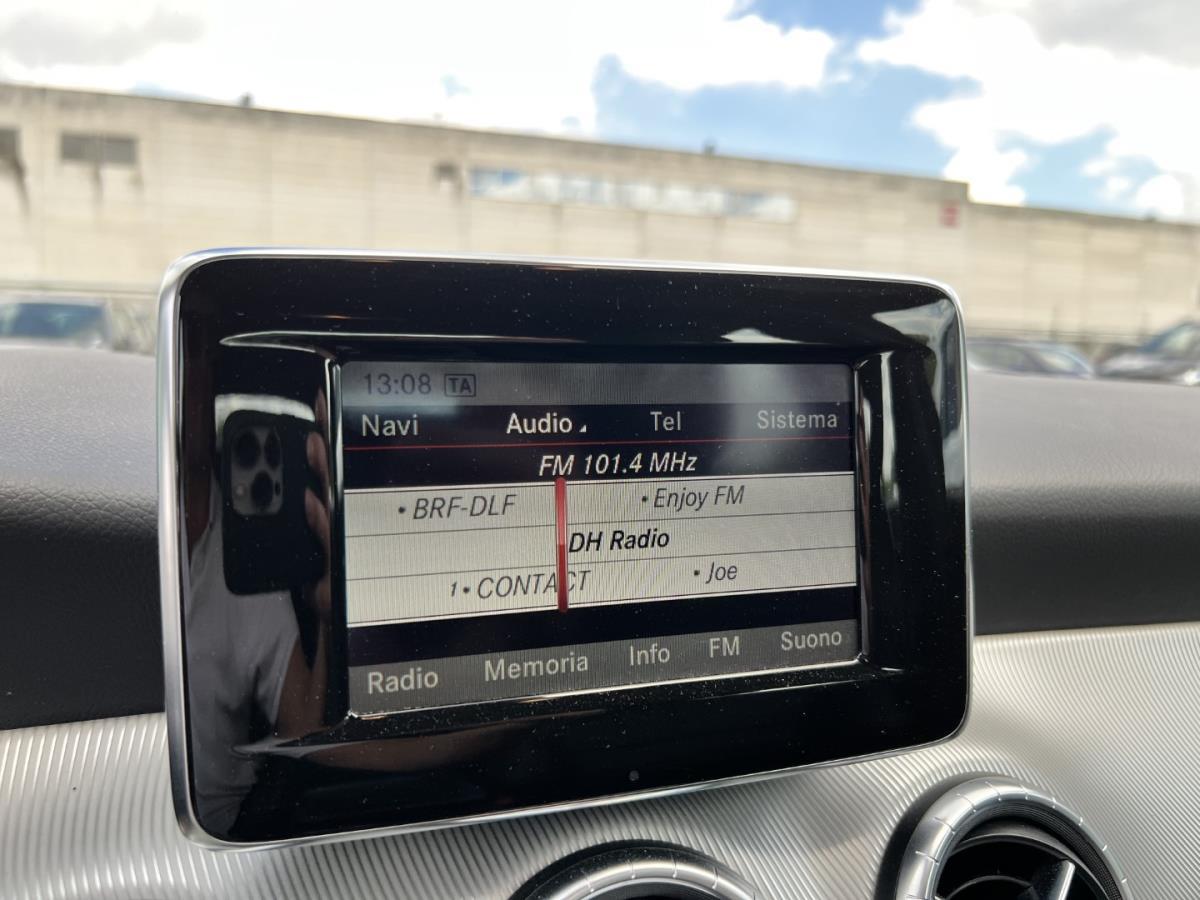 13:08 TA
Navi Audio Tel Sistema
FM 101.4 MHz
•BRF-DLF •Enjoy FM
DH Radio
1•CONTACT •Joe
Radio Memoria Info FM Suono